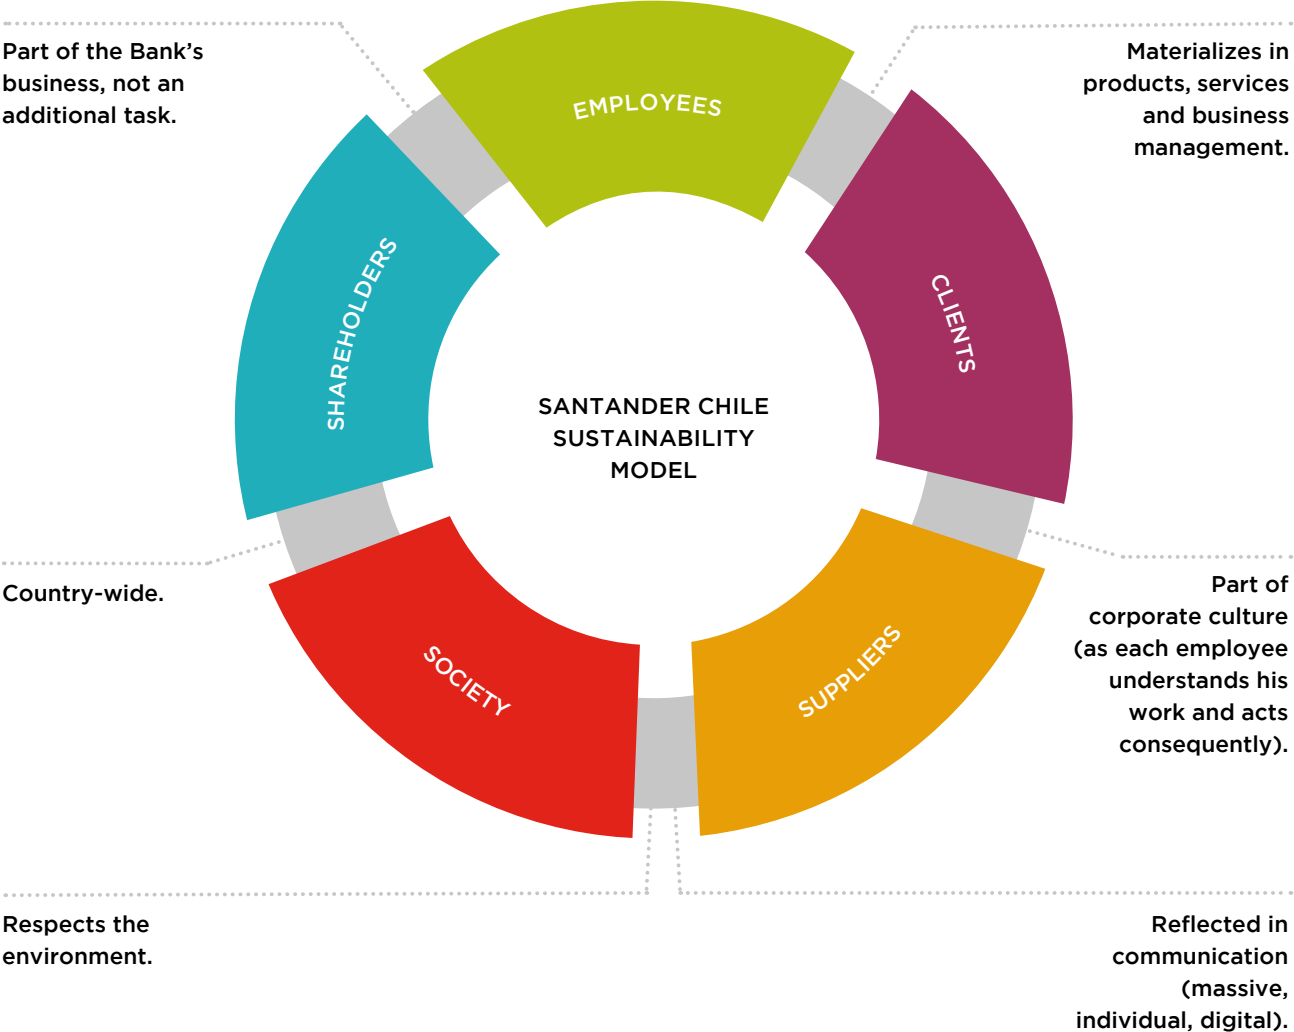 Part of the Bank’s
business, not an
additional task.
EMPLOYEES
Materializes in
products, services
and business
management.
SHAREHOLDERS
CLIENTS
SANTANDER CHILE
SUSTAINABILITY
MODEL
Country-wide.
Part of
corporate culture
(as each employee
understands his
work and acts
consequently).
SOCIETY
SUPPLIERS
Respects the
environment.
Reflected in
communication
(massive,
individual, digital).